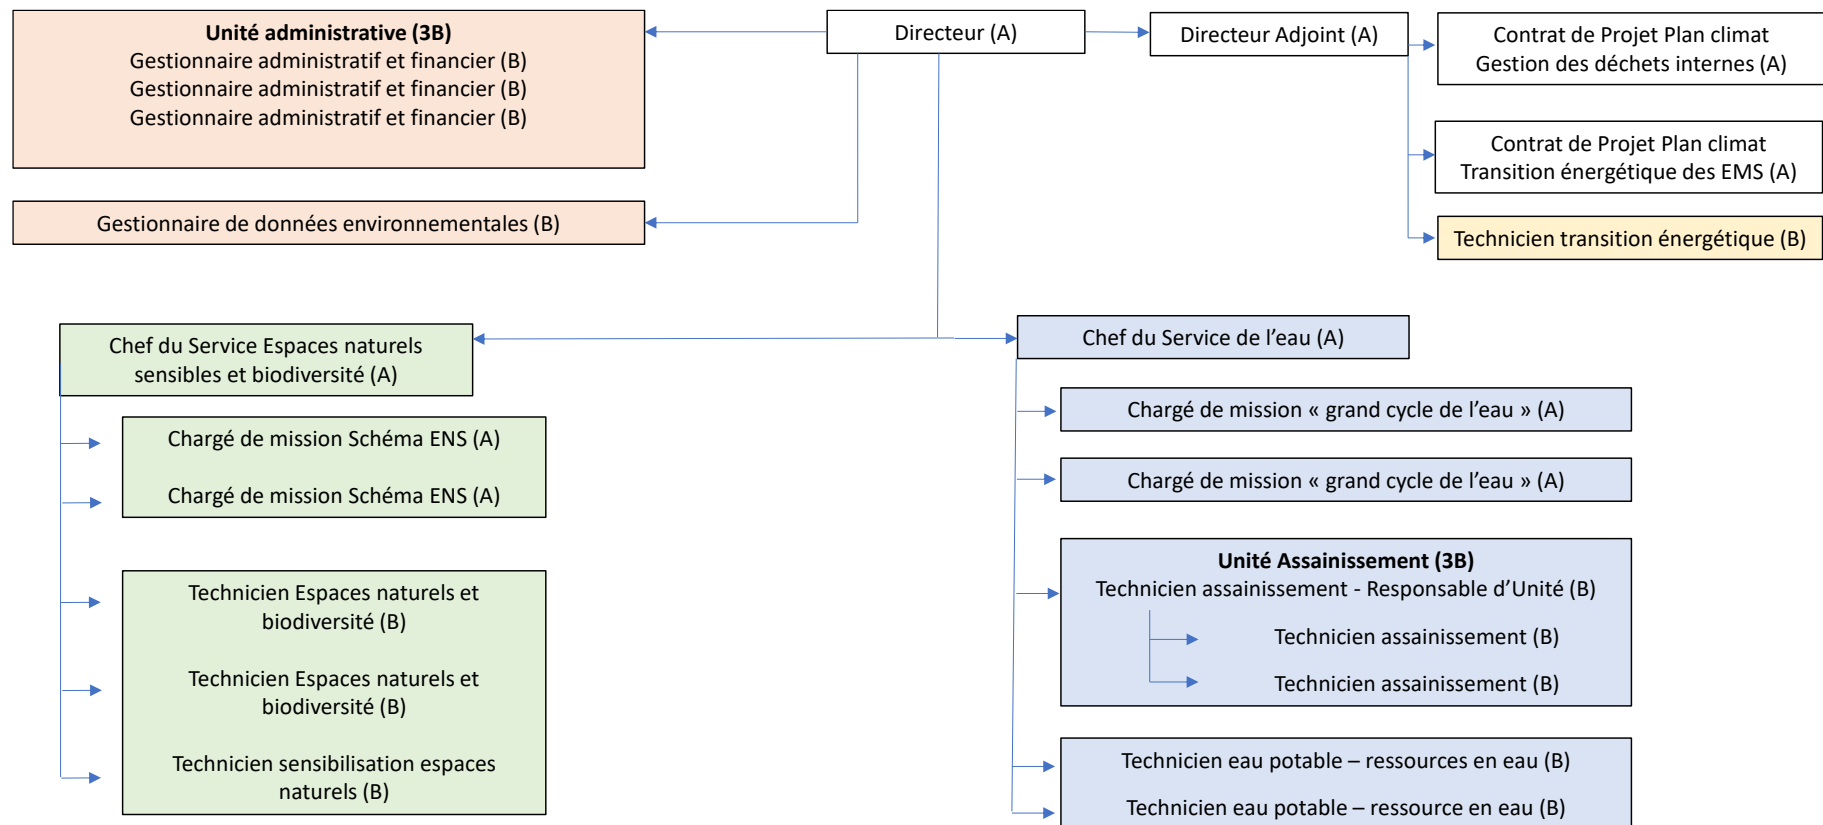 Unité administrative (3B)
Gestionnaire administratif et financier (B)
Gestionnaire administratif et financier (B)
Gestionnaire administratif et financier (B)
Directeur (A)
Directeur Adjoint (A)
Contrat de Projet Plan climat
Gestion des déchets internes (A)
Contrat de Projet Plan climat
Transition énergétique des EMS (A)
Gestionnaire de données environnementales (B)
Technicien transition énergétique (B)
Chef du Service Espaces naturels
sensibles et biodiversité (A)
Chargé de mission Schéma ENS (A)
Chargé de mission Schéma ENS (A)
Technicien Espaces naturels et
biodiversité (B)
Technicien Espaces naturels et
biodiversité (B)
Technicien sensibilisation espaces
naturels (B)
Chef du Service de l’eau (A)
Chargé de mission « grand cycle de l’eau » (A)
Chargé de mission « grand cycle de l’eau » (A)
Unité Assainissement (3B)
Technicien assainissement - Responsable d’Unité (B)
Technicien assainissement (B)
Technicien assainissement (B)
Technicien eau potable – ressources en eau (B)
Technicien eau potable – ressource en eau (B)